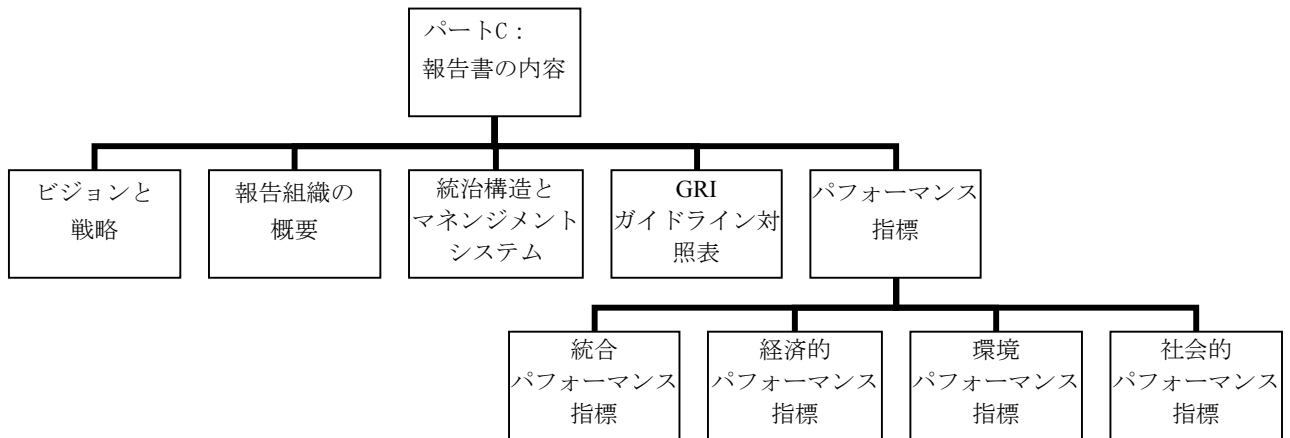 パートC：
報告書の内容
ビジョンと
戦略
報告組織の
概要
統治構造と
マネンジメント
システム
GRI
ガイドライン対
照表
パフォーマンス
指標
統合
パフォーマンス
指標
経済的
パフォーマンス
指標
環境
パフォーマンス
指標
社会的
パフォーマンス
指標